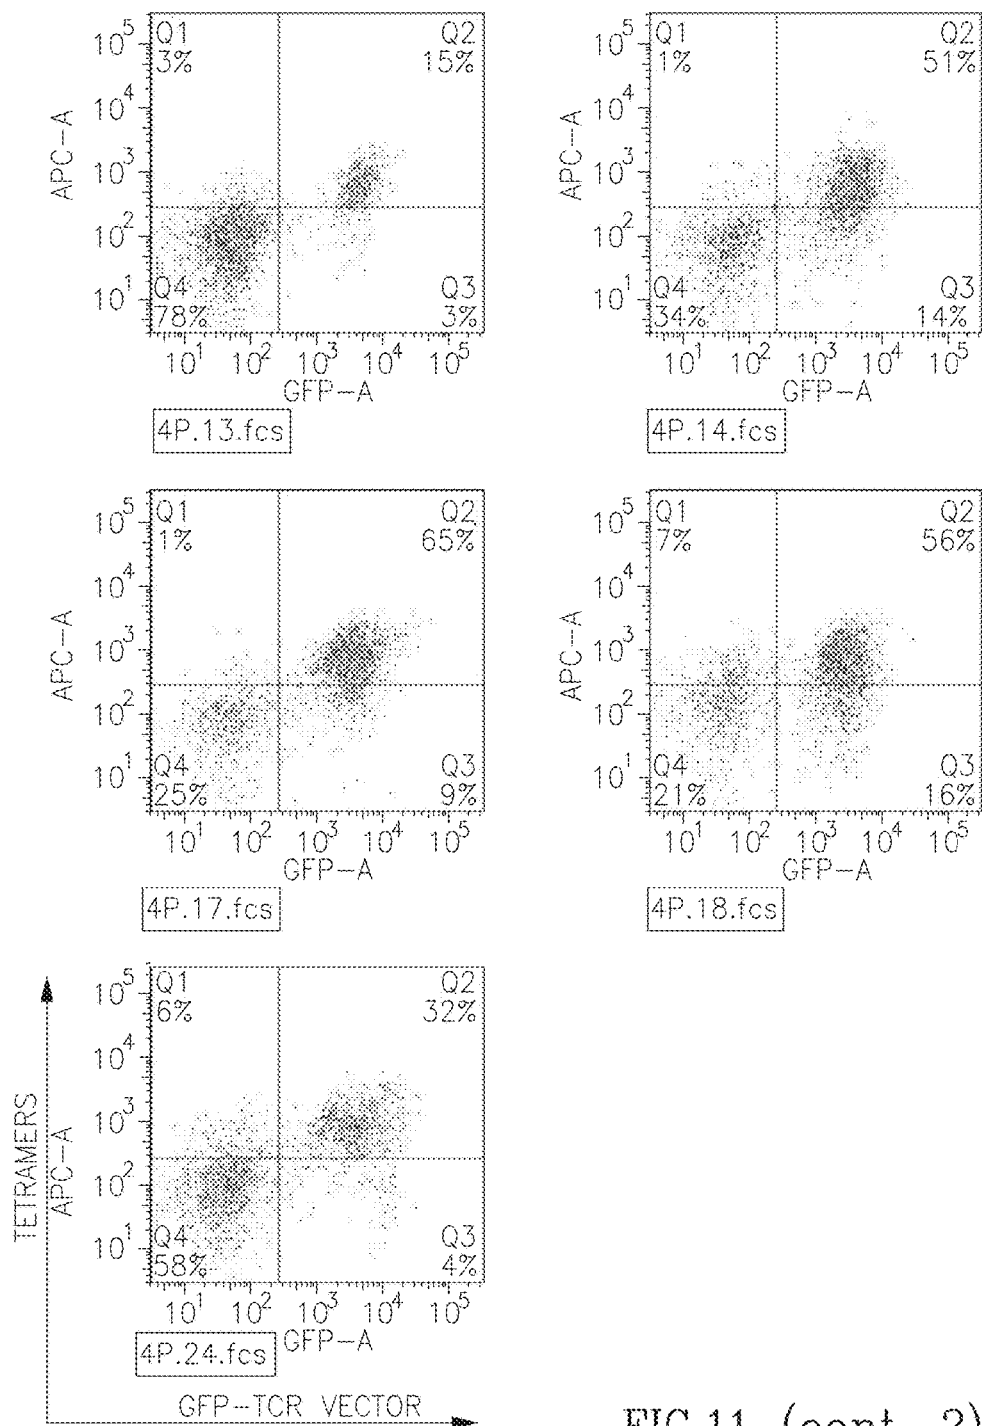 Q1 Q2
3% 15%
10^5
10^4
10^3
10^2
10^1
APC-A
Q4 Q3
78% 3%
10^1 10^2 10^3 10^4 10^5
GFP-A
4P.13.fcs
Q1 Q2
1% 51%
10^5
10^4
10^3
10^2
10^1
APC-A
Q4 Q3
34% 14%
10^1 10^2 10^3 10^4 10^5
GFP-A
4P.14.fcs
Q1 Q2
1% 65%
10^5
10^4
10^3
10^2
10^1
APC-A
Q4 Q3
25% 9%
10^1 10^2 10^3 10^4 10^5
GFP-A
4P.17.fcs
Q1 Q2
7% 56%
10^5
10^4
10^3
10^2
10^1
APC-A
Q4 Q3
21% 16%
10^1 10^2 10^3 10^4 10^5
GFP-A
4P.18.fcs
Q1 Q2
6% 32%
10^5
10^4
10^3
10^2
10^1
TETRAMERS
APC-A
Q4 Q3
58% 4%
10^1 10^2 10^3 10^4 10^5
GFP-A
4P.24.fcs
GFP-TCR VECTOR
FIG.11 (cont. 2)